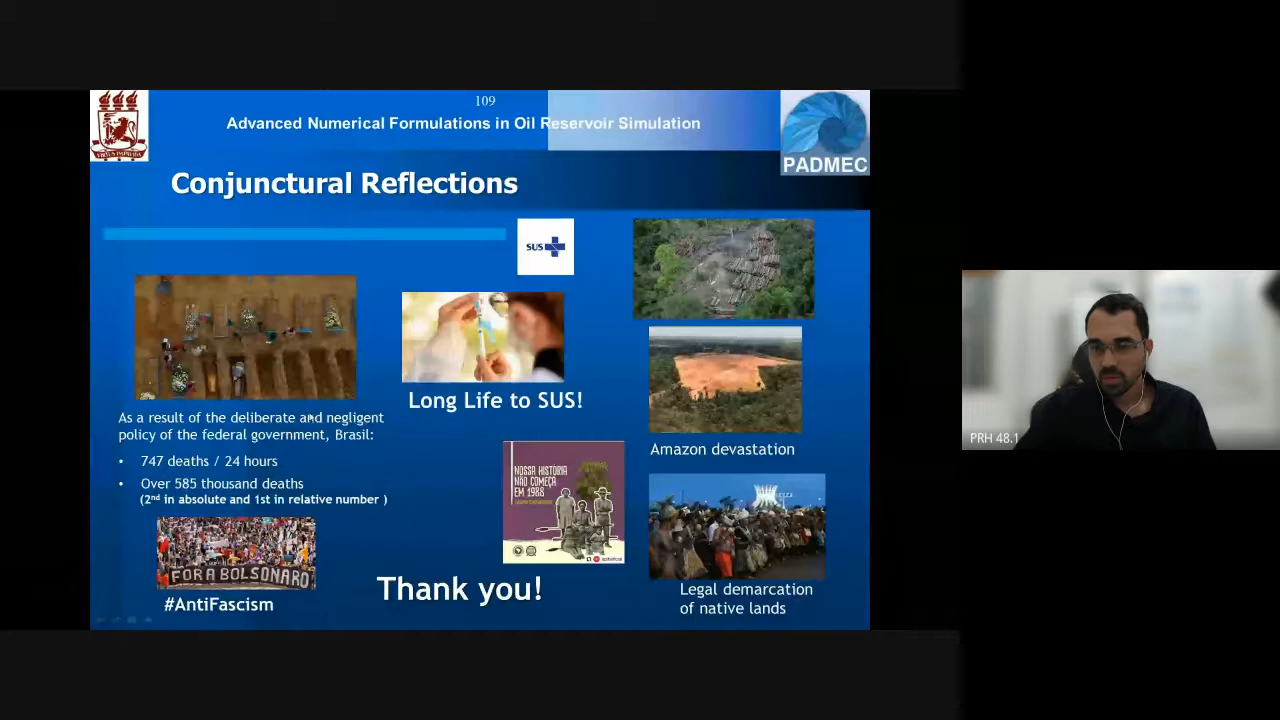 109
Advanced Numerical Formulations in Oil Reservoir Simulation
PADMEC
Conjunctural Reflections
SUS
As a result of the deliberate and negligent
policy of the federal government, Brasil:
• 747 deaths / 24 hours
• Over 585 thousand deaths
(2nd in absolute and 1st in relative number )
FORA BOLSONARO
#AntiFascism
Long Life to SUS!
NOSSA HISTÓRIA
NÃO COMEÇA
EM 1988
Thank you!
Amazon devastation
Legal demarcation
of native lands
PRH 48.1